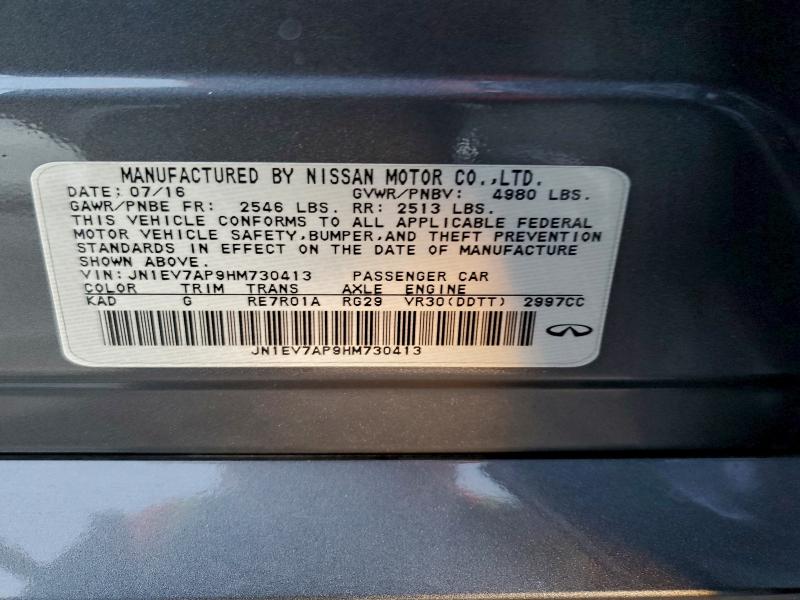 MANUFACTURED BY NISSAN MOTOR CO.,LTD.
DATE: 07/16 GVWR/PNBV: 4980 LBS.
GAWR/PNBE FR: 2546 LBS. RR: 2513 LBS.
THIS VEHICLE CONFORMS TO ALL APPLICABLE FEDERAL
MOTOR VEHICLE SAFETY,BUMPER,AND THEFT PREVENTION
STANDARDS IN EFFECT ON THE DATE OF MANUFACTURE
SHOWN ABOVE.
VIN: JN1EV7AP9HM730413 PASSENGER CAR
COLOR TRIM TRANS AXLE ENGINE
KAD G RE7R01A RG29 VR30(DDTT) 2997CC
JN1EV7AP9HM730413